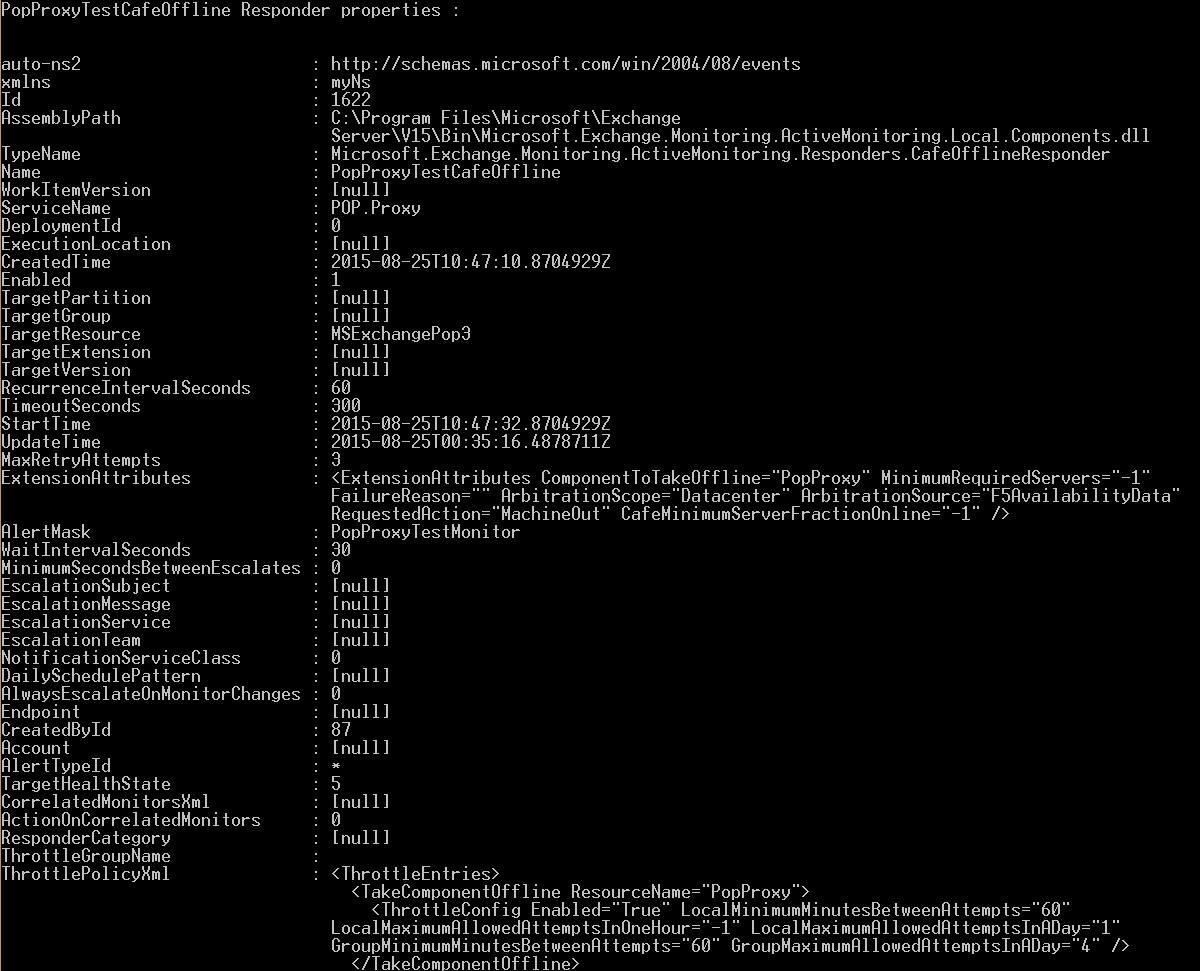 PopProxyTestCafeOffline Responder properties :
auto-ns2 : http://schemas.microsoft.com/win/2004/08/events
xmlns : myNs
Id : 1622
AssemblyPath : C:\Program Files\Microsoft\Exchange
Server\V15\Bin\Microsoft.Exchange.Monitoring.ActiveMonitoring.Local.Components.dll
TypeName : Microsoft.Exchange.Monitoring.ActiveMonitoring.Responders.CafeOfflineResponder
Name : PopProxyTestCafeOffline
WorkItemVersion : [null]
ServiceName : POP.Proxy
DeploymentId : 0
ExecutionLocation : [null]
CreatedTime : 2015-08-25T10:47:10.8704929Z
Enabled : 1
TargetPartition : [null]
TargetGroup : [null]
TargetResource : MSExchangePop3
TargetExtension : [null]
TargetVersion : [null]
RecurrenceIntervalSeconds : 60
TimeoutSeconds : 300
StartTime : 2015-08-25T10:47:32.8704929Z
UpdateTime : 2015-08-25T00:35:16.4878711Z
MaxRetryAttempts : 3
ExtensionAttributes : <ExtensionAttributes ComponentToTakeOffline="PopProxy" MinimumRequiredServers="-1"
FailureReason="" ArbitrationScope="Datacenter" ArbitrationSource="F5AvailabilityData"
RequestedAction="MachineOut" CafeMinimumServerFractionOnline="-1" />
AlertMask : PopProxyTestMonitor
WaitIntervalSeconds : 30
MinimumSecondsBetweenEscalates : 0
EscalationSubject : [null]
EscalationMessage : [null]
EscalationService : [null]
EscalationTeam : [null]
NotificationServiceClass : 0
DailySchedulePattern : [null]
AlwaysEscalateOnMonitorChanges : 0
Endpoint : [null]
CreatedById : 87
Account : [null]
AlertTypeId : *
TargetHealthState : 5
CorrelatedMonitorsXml : [null]
ActionOnCorrelatedMonitors : 0
ResponderCategory : [null]
ThrottleGroupName :
ThrottlePolicyXml : <ThrottleEntries>
<TakeComponentOffline ResourceName="PopProxy">
<ThrottleConfig Enabled="True" LocalMinimumMinutesBetweenAttempts="60"
LocalMaximumAllowedAttemptsInOneHour="-1" LocalMaximumAllowedAttemptsInADay="1"
GroupMinimumMinutesBetweenAttempts="60" GroupMaximumAllowedAttemptsInADay="4" />
</TakeComponentOffline>